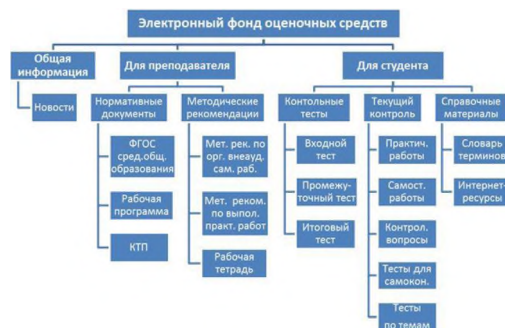 Электронный фонд оценочных средств
Общая
информация
Для преподавателя
Для студента
Новости
Нормативные
документы
Методические
рекомендации
Контольные
тесты
Текущий
контроль
Справочные
материалы
ФГОС
сред.общ.
образования
Рабочая
программа
КТП
Мет. рек. по
орг. внеауд.
сам. раб.
Мет. реком.
по выпол.
практ. работ
Рабочая
тетрадь
Входной
тест
Промежу-
точный тест
Итоговый
тест
Практич.
работы
Самост.
работы
Контрол.
вопросы
Тесты для
самокон.
Тесты
по темам
Словарь
терминов
Интернет-
ресурсы